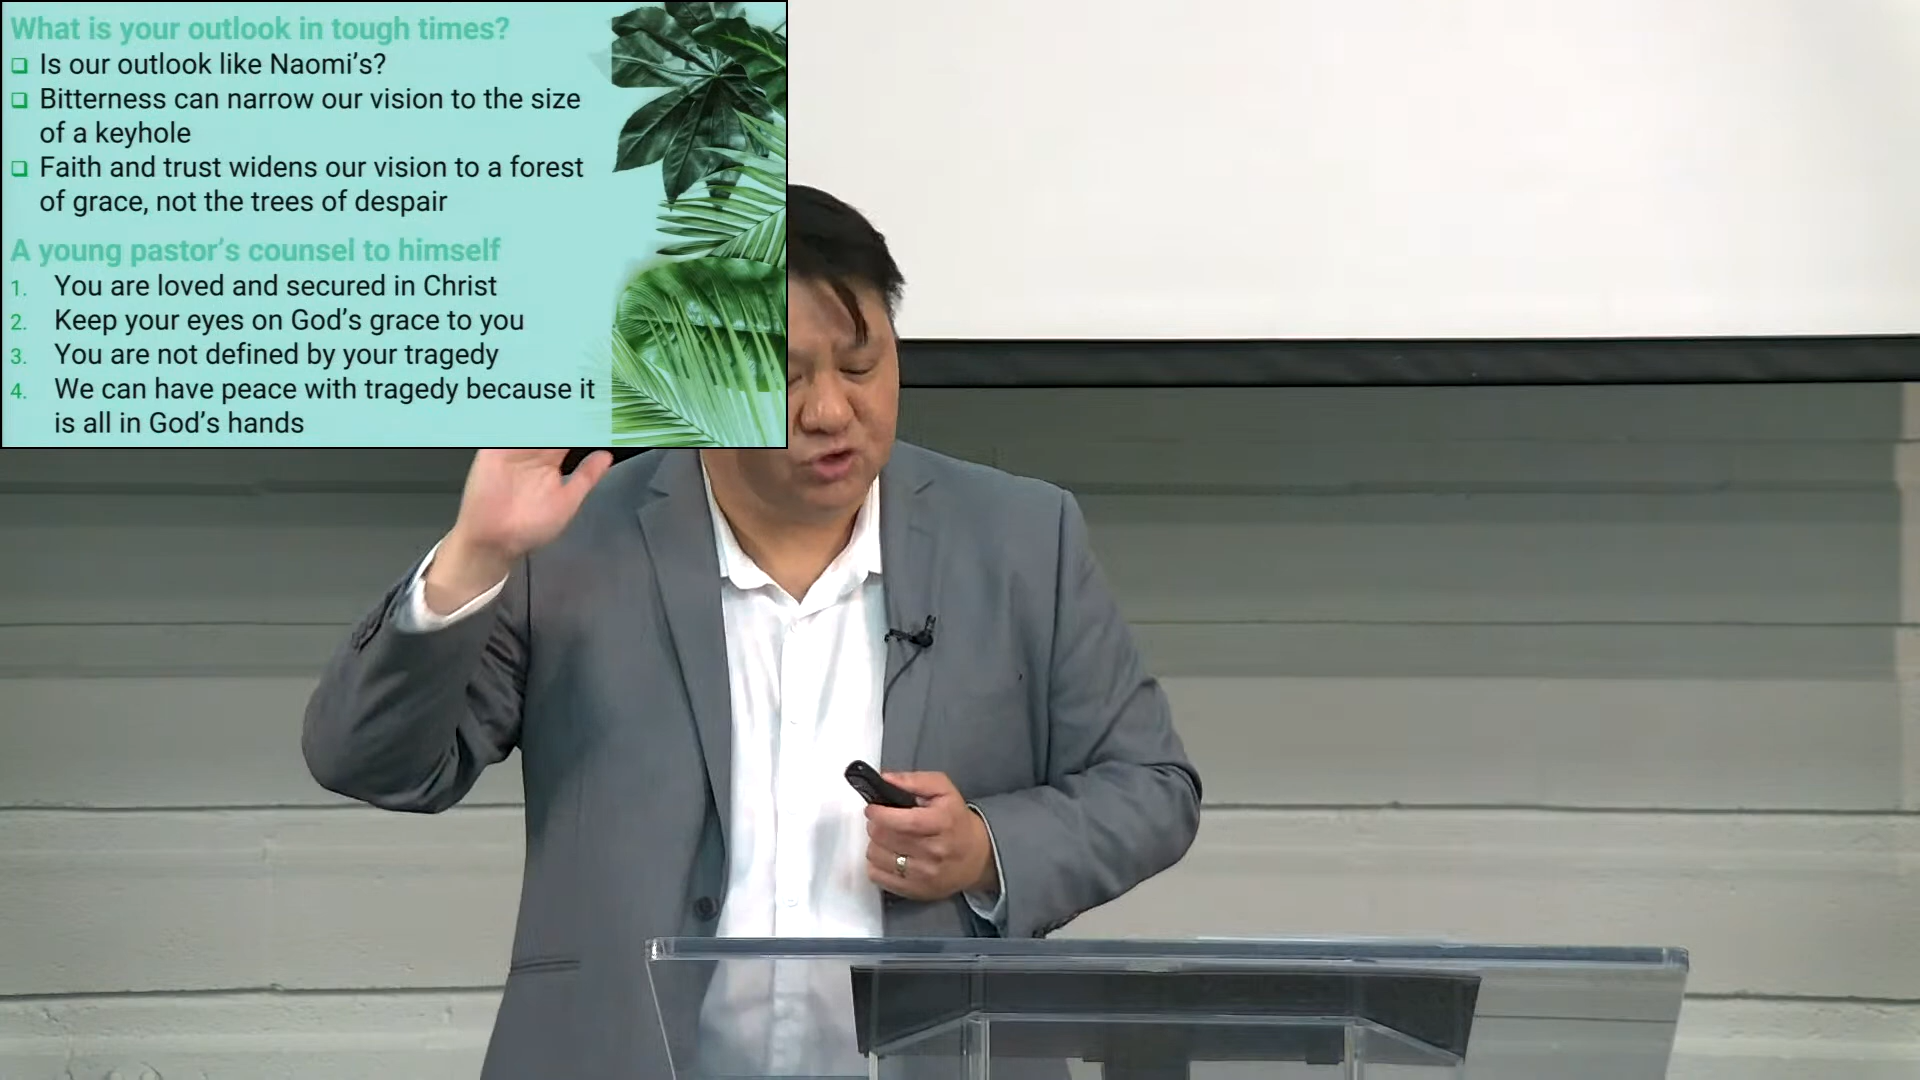 What is your outlook in tough times?
❑ Is our outlook like Naomi’s?
❑ Bitterness can narrow our vision to the size
of a keyhole
❑ Faith and trust widens our vision to a forest
of grace, not the trees of despair
A young pastor’s counsel to himself
1. You are loved and secured in Christ
2. Keep your eyes on God’s grace to you
3. You are not defined by your tragedy
4. We can have peace with tragedy because it
is all in God’s hands